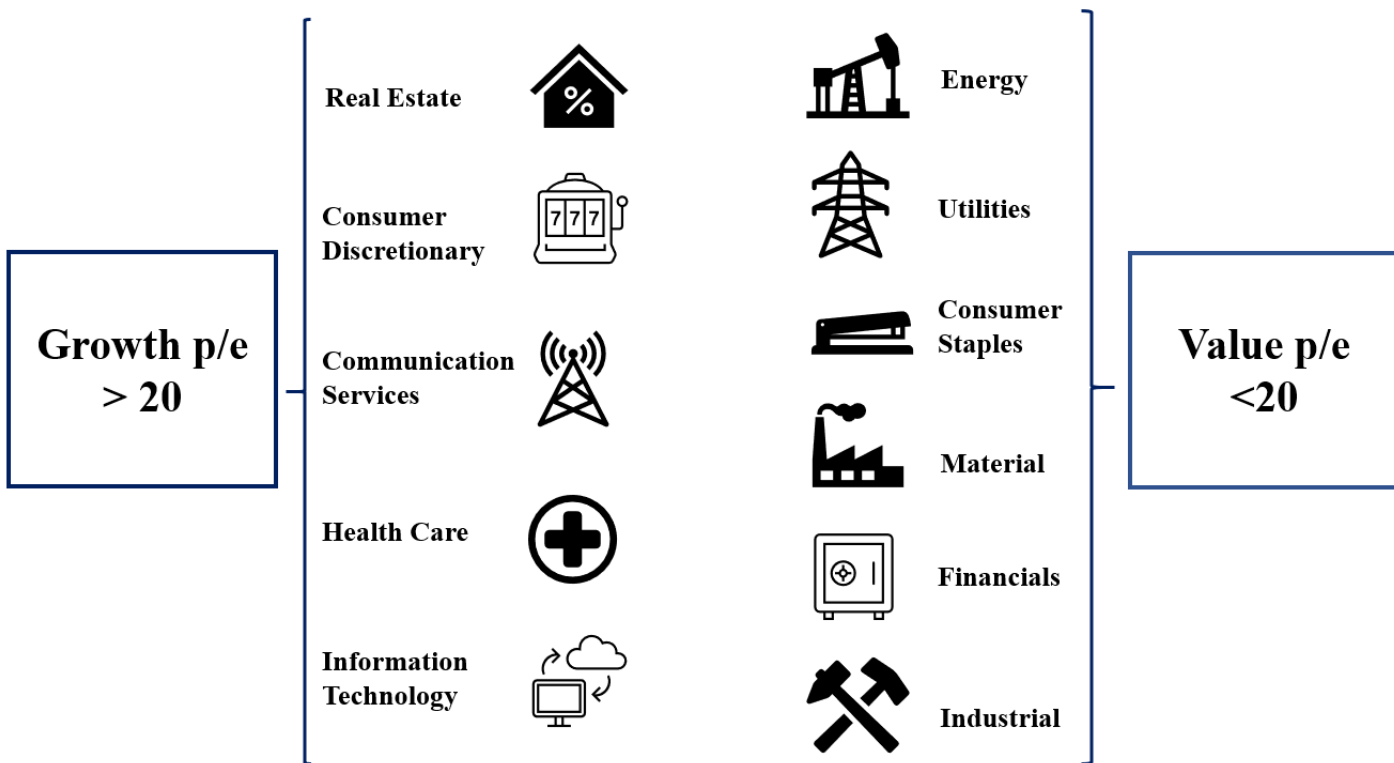 Growth p/e
> 20
Real Estate
Consumer
Discretionary
777
Communication
Services
Health Care
Information
Technology
Energy
Utilities
Consumer
Staples
Material
Financials
Industrial
Value p/e
<20
%